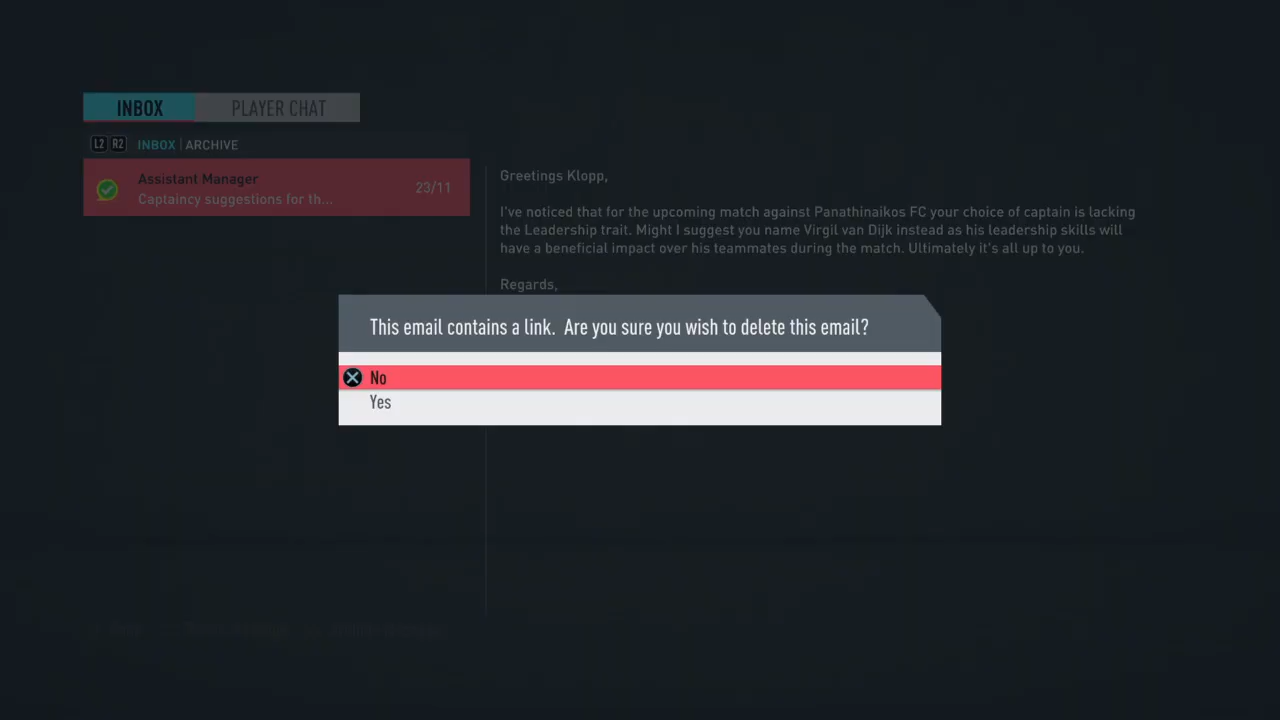 INBOX PLAYER CHAT
L2 R2 INBOX | ARCHIVE
Assistant Manager
Captaincy suggestions for th...
23/11
Greetings Klopp,
I've noticed that for the upcoming match against Panathinaikos FC your choice of captain is lacking
the Leadership trait. Might I suggest you name Virgil van Dijk instead as his leadership skills will
have a beneficial impact over his teammates during the match. Ultimately it's all up to you.
Regards,
This email contains a link. Are you sure you wish to delete this email?
No
Yes